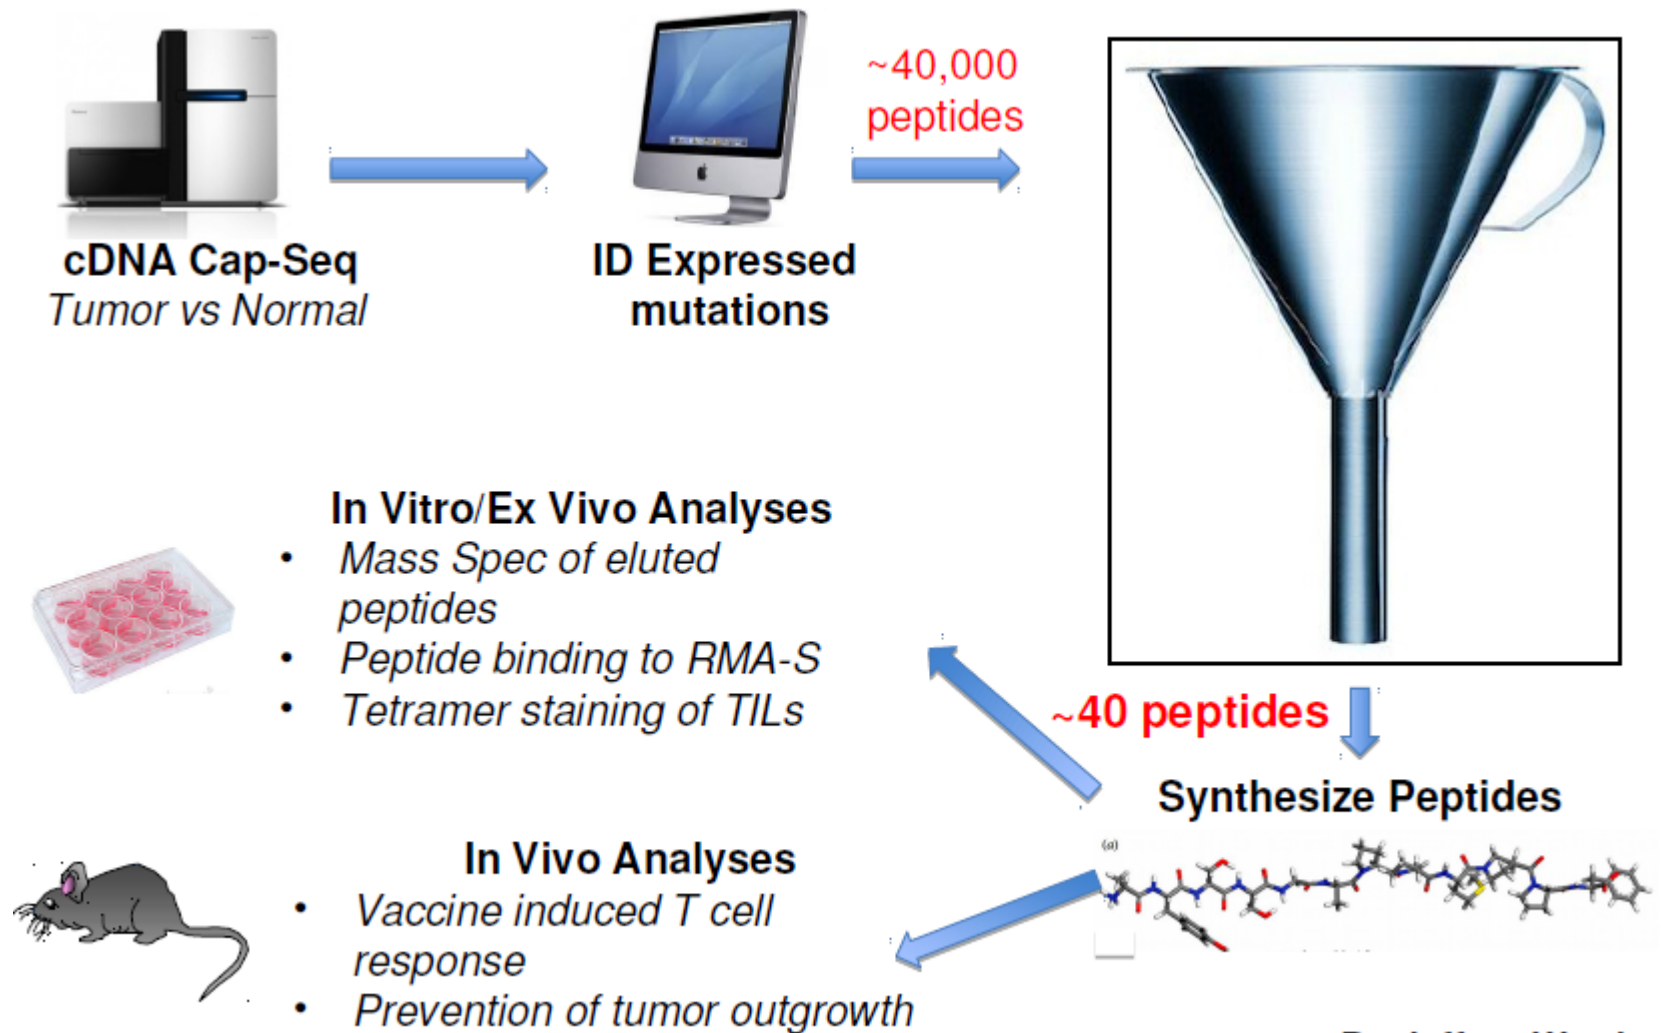 cDNA Cap-Seq
Tumor vs Normal
ID Expressed
mutations
~40,000
peptides
~40 peptides
Synthesize Peptides
(a)
In Vitro/Ex Vivo Analyses
• Mass Spec of eluted
peptides
• Peptide binding to RMA-S
• Tetramer staining of TILs
In Vivo Analyses
• Vaccine induced T cell
response
• Prevention of tumor outgrowth